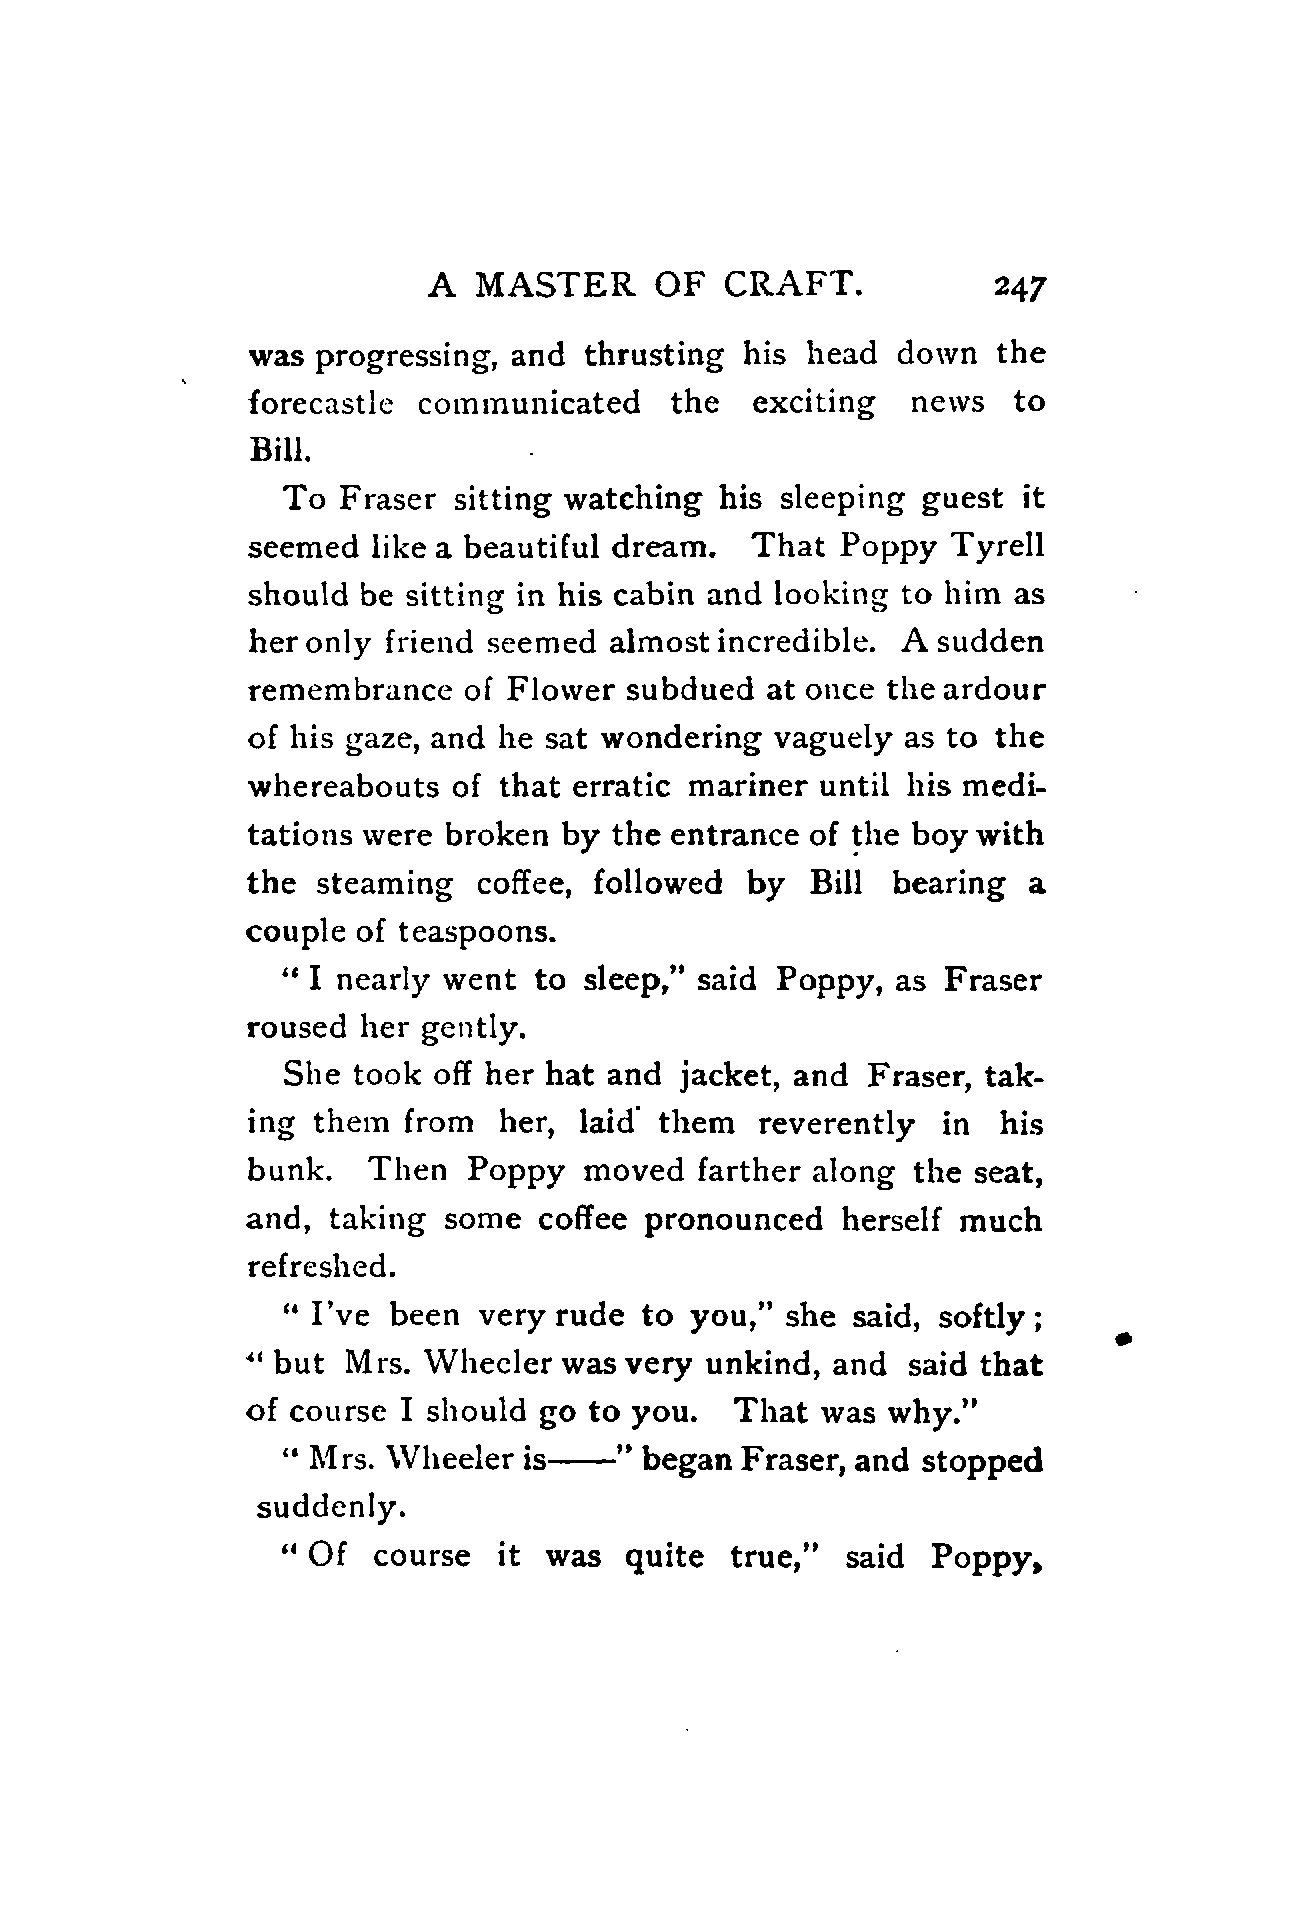 A MASTER OF CRAFT. 247
was progressing, and thrusting his head down the
forecastle communicated the exciting news to
Bill.
To Fraser sitting watching his sleeping guest it
seemed like a beautiful dream. That Poppy Tyrell
should be sitting in his cabin and looking to him as
her only friend seemed almost incredible. A sudden
remembrance of Flower subdued at once the ardour
of his gaze, and he sat wondering vaguely as to the
whereabouts of that erratic mariner until his medi-
tations were broken by the entrance of the boy with
the steaming coffee, followed by Bill bearing a
couple of teaspoons.
"I nearly went to sleep," said Poppy, as Fraser
roused her gently.
She took off her hat and jacket, and Fraser, tak-
ing them from her, laid them reverently in his
bunk. Then Poppy moved farther along the seat,
and, taking some coffee pronounced herself much
refreshed.
"I've been very rude to you," she said, softly;
"but Mrs. Wheeler was very unkind, and said that
of course I should go to you. That was why."
"Mrs. Wheeler is——" began Fraser, and stopped
suddenly.
"Of course it was quite true," said Poppy,